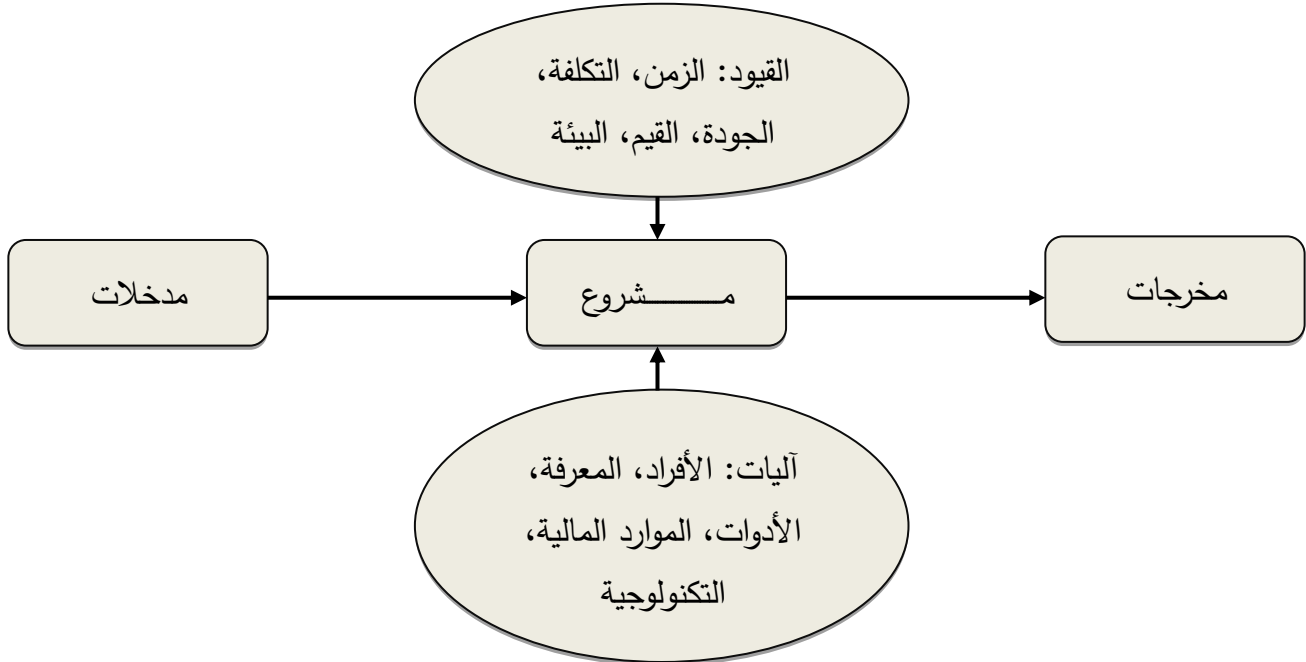 القيود: الزمن، التكلفة،
الجودة، القيم، البيئة
مدخلات
مـــــــشروع
مخرجات
آليات: الأفراد، المعرفة،
الأدوات، الموارد المالية،
التكنولوجية